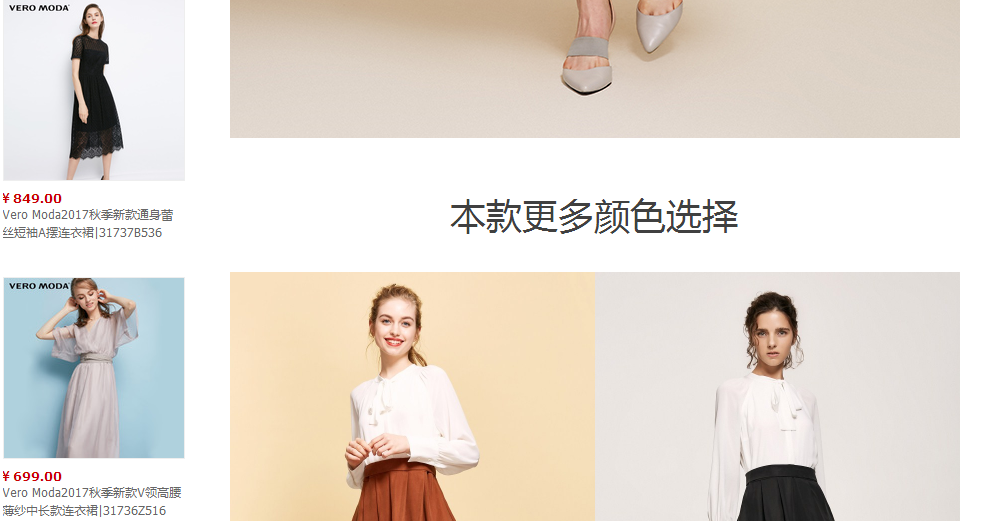 VERO MODA
¥ 849.00
Vero Moda2017秋季新款通身蕾
丝短袖A摆连衣裙|31737B536
VERO MODA
¥ 699.00
Vero Moda2017秋季新款V领高腰
薄纱中长款连衣裙|31736Z516
本款更多颜色选择